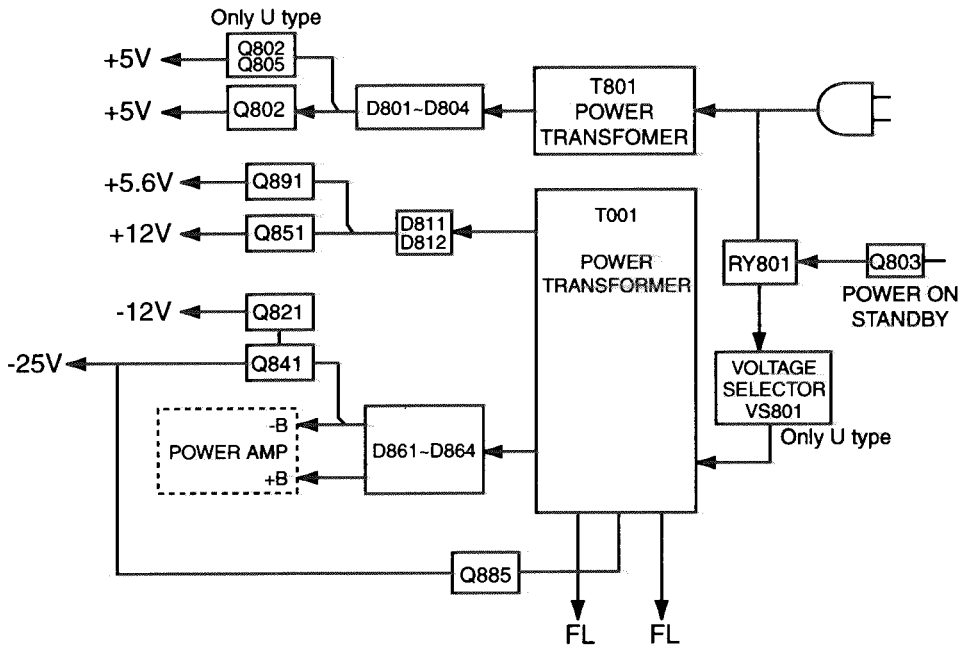 Only U type
+5V
Q802
Q805
+5V
Q802
D801~D804
T801
POWER
TRANSFOMER
+5.6V
Q891
+12V
Q851
D811
D812
T001
POWER
TRANSFORMER
RY801
Q803
POWER ON
STANDBY
-12V
Q821
-25V
Q841
VOLTAGE
SELECTOR
VS801
Only U type
POWER AMP
-B
+B
D861~D864
Q885
FL
FL